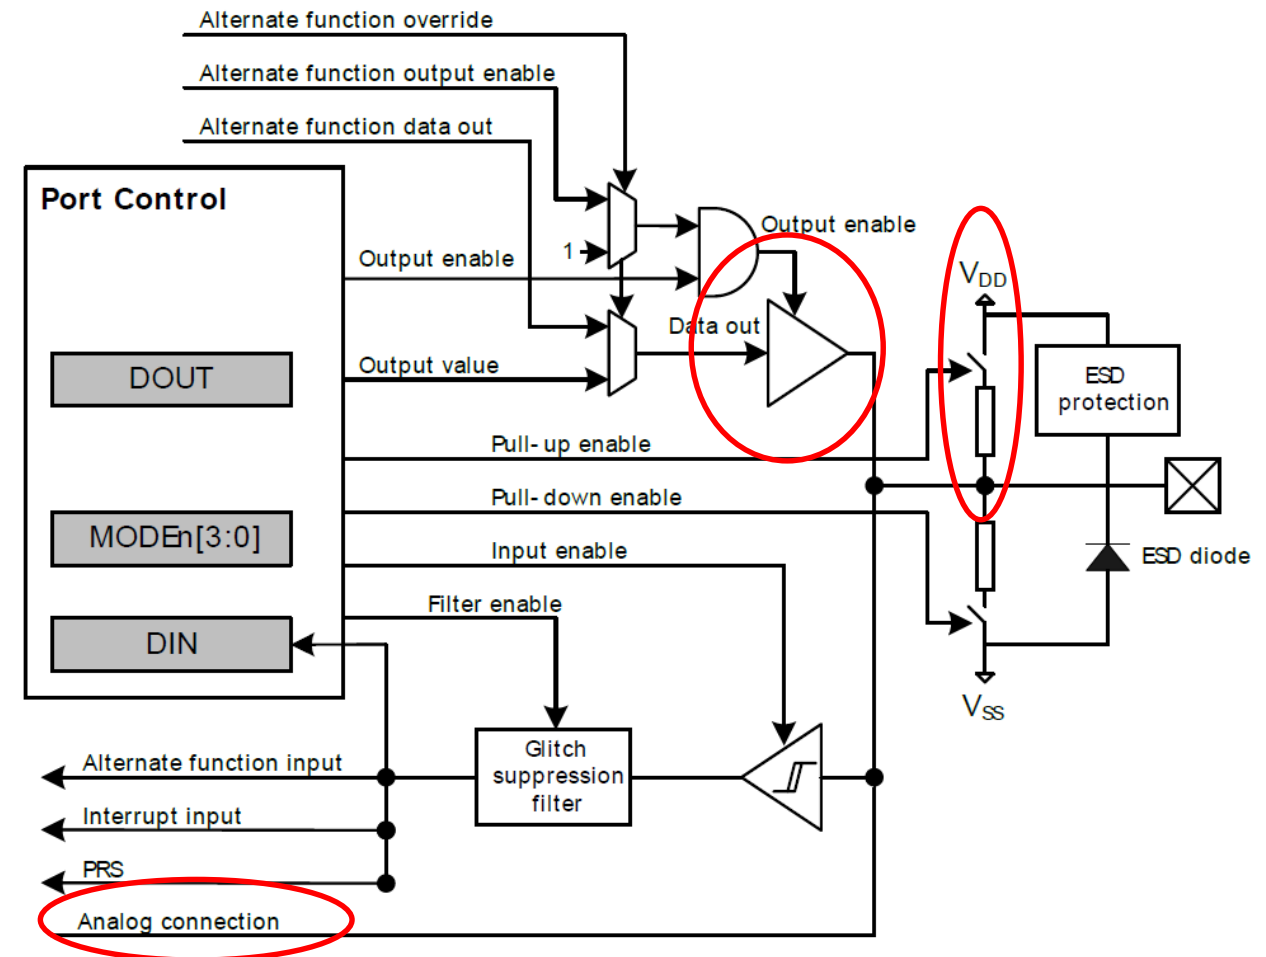 Alternate function override
Alternate function output enable
Alternate function data out
Port Control
Output enable
Output enable
1
VDD
Data out
Output value
DOUT
ESD
protection
Pull-up enable
Pull-down enable
MODEn[3:0]
Input enable
ESD diode
Filter enable
DIN
VSS
Glitch
suppression
filter
Alternate function input
Interrupt input
PRS
Analog connection